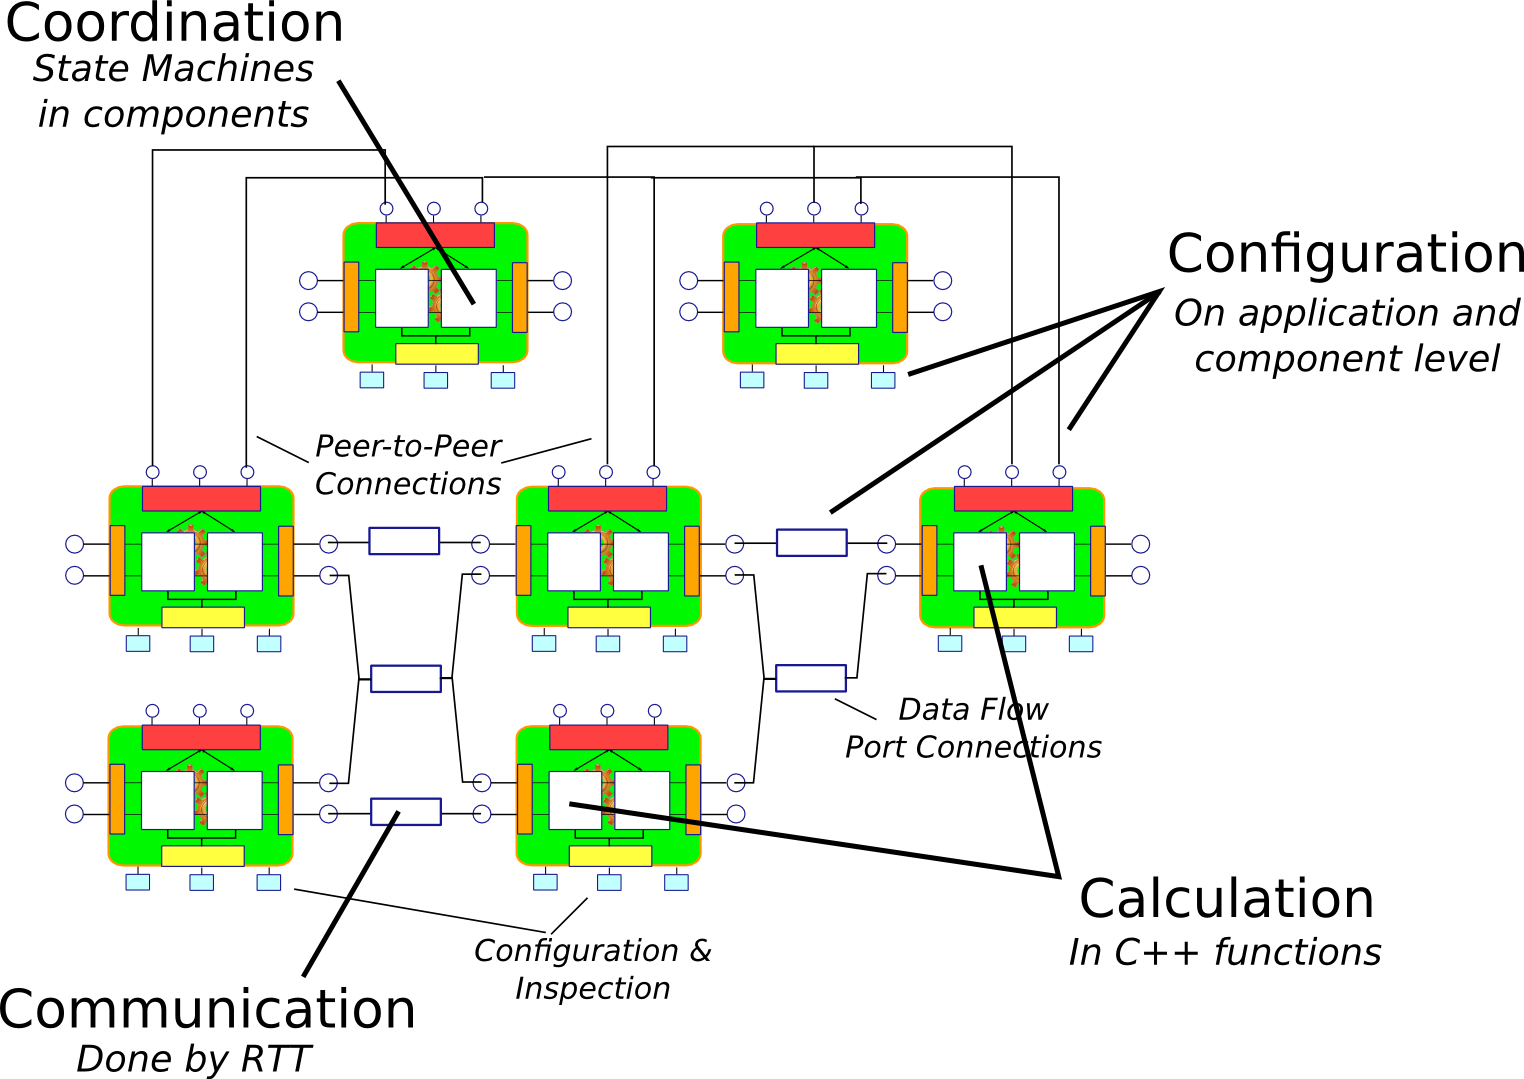 Coordination
State Machines
in components
Configuration
On application and
component level
Peer-to-Peer
Connections
Data Flow
Port Connections
Calculation
In C++ functions
Configuration &
Inspection
Communication
Done by RTT